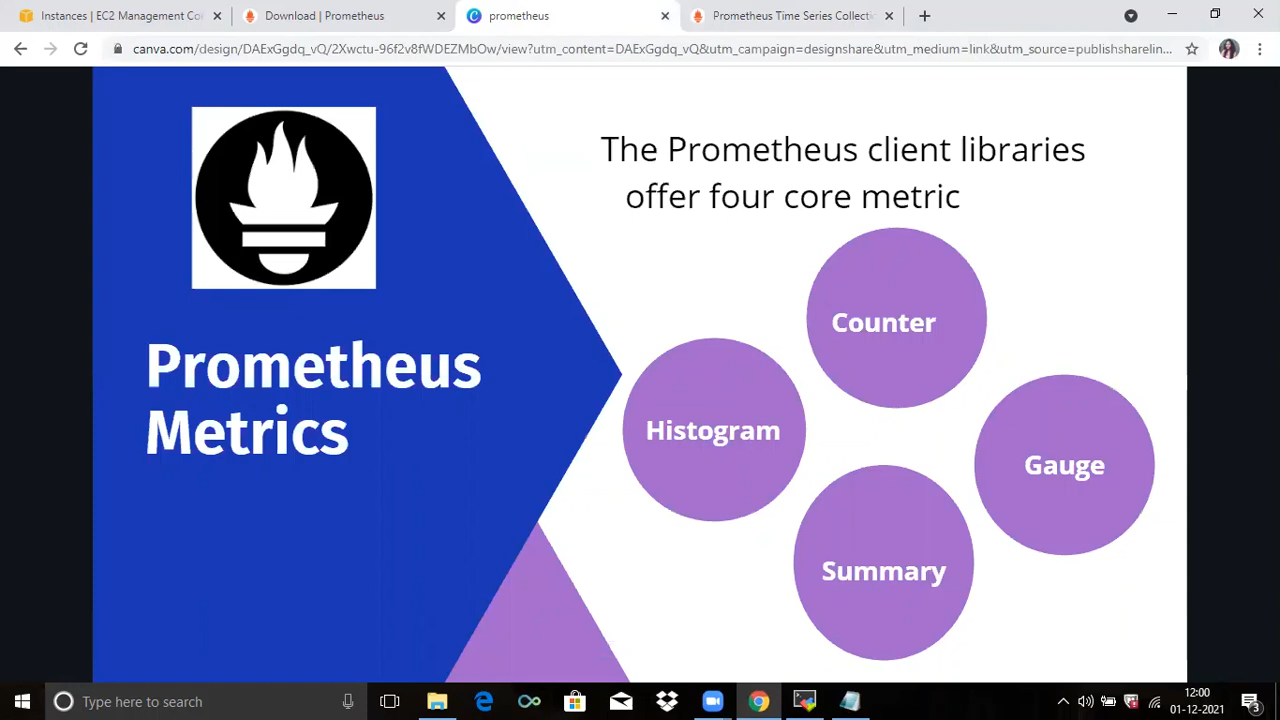 Instances | EC2 Management Co
Download | Prometheus
prometheus
Prometheus Time Series Collecti
canva.com/design/DAExGgdq_vQ/2Xwctu-96f2v8fWDEZMbOw/view?utm_content=DAExGgdq_vQ&utm_campaign=designshare&utm_medium=link&utm_source=publishsharelin...
The Prometheus client libraries
offer four core metric
Prometheus
Metrics
Counter
Histogram
Gauge
Summary
Type here to search
12:00
01-12-2021
3